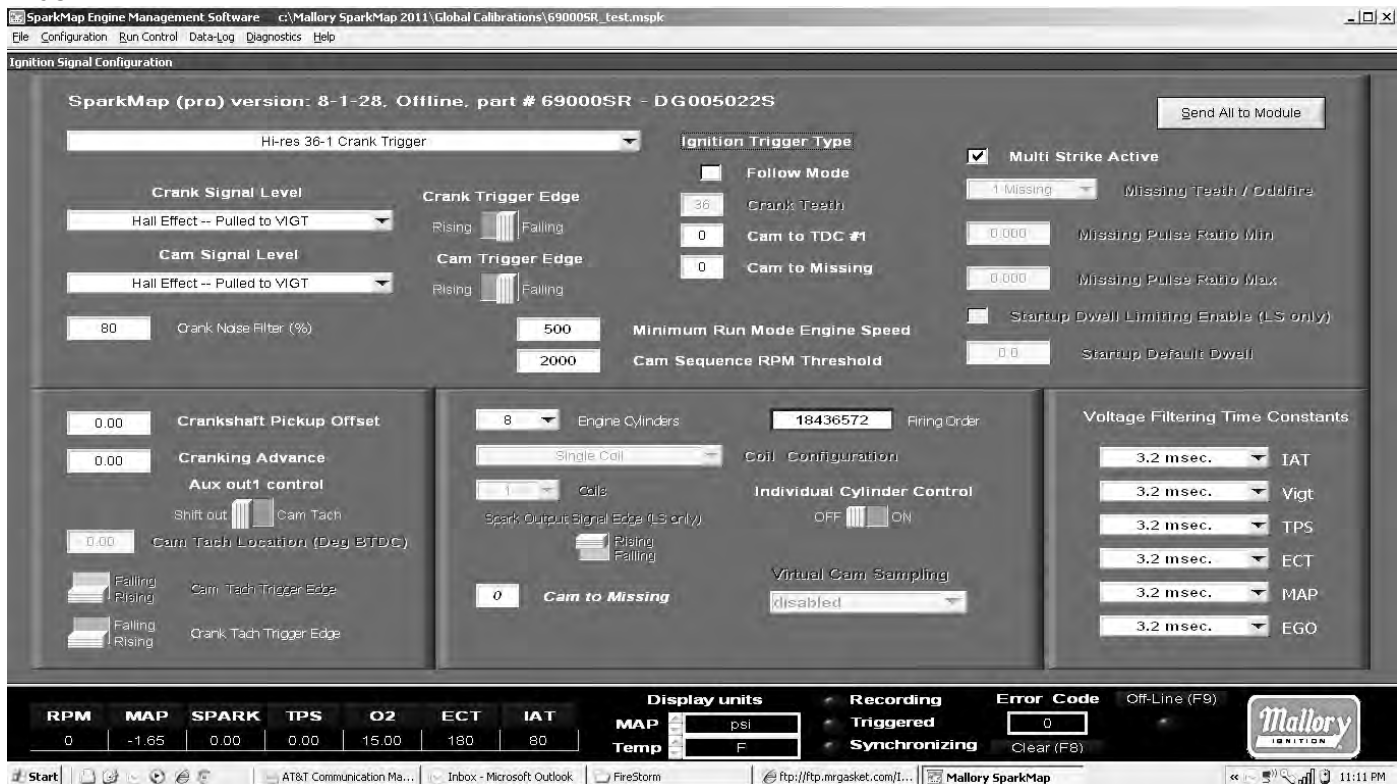 SparkMap Engine Management Software c:\Mallory SparkMap 2011\Global Calibrations\69000SR_test.mspk
File Configuration Run Control Data-Log Diagnostics Help
Ignition Signal Configuration
SparkMap (pro) version: 8-1-28, Offline, part # 69000SR - DG005022S
Send All to Module
Hi-res 36-1 Crank Trigger
Ignition Trigger Type
Follow Mode
36 Crank Teeth
0 Cam to TDC #1
0 Cam to Missing
Crank Signal Level
Hall Effect -- Pulled to VIGT
Crank Trigger Edge
Rising Falling
Cam Signal Level
Hall Effect -- Pulled to VIGT
Cam Trigger Edge
Rising Falling
80 Crank Noise Filter (%)
500 Minimum Run Mode Engine Speed
2000 Cam Sequence RPM Threshold
Multi Strike Active
1 Missing Missing Teeth / Oddfire
0.000 Missing Pulse Ratio Min
0.000 Missing Pulse Ratio Max
Startup Dwell Limiting Enable (LS only)
0.0 Startup Default Dwell
0.00 Crankshaft Pickup Offset
0.00 Cranking Advance
Aux out1 control
Shift out Cam Tach
0.00 Cam Tach Location (Deg BTDC)
Falling
Rising
Cam Tach Trigger Edge
Falling
Rising
Crank Tach Trigger Edge
8 Engine Cylinders
18436572 Firing Order
Single Coil Coil Configuration
1 Coils
Individual Cylinder Control
OFF ON
Spark Output Signal Edge (LS only)
Rising
Falling
0 Cam to Missing
Virtual Cam Sampling
disabled
Voltage Filtering Time Constants
3.2 msec. IAT
3.2 msec. Vigt
3.2 msec. TPS
3.2 msec. ECT
3.2 msec. MAP
3.2 msec. EGO
RPM MAP SPARK TPS O2 ECT IAT
0 -1.65 0.00 0.00 15.00 180 80
Display units
MAP psi
Temp F
Recording
Triggered
Synchronizing
Error Code
0
Clear (F8)
Off-Line (F9)
Mallory
IGNITION
Start
AT&T Communication Ma...
Inbox - Microsoft Outlook
FireStorm
ftp://ftp.mrgasket.com/I...
Mallory SparkMap
11:11 PM